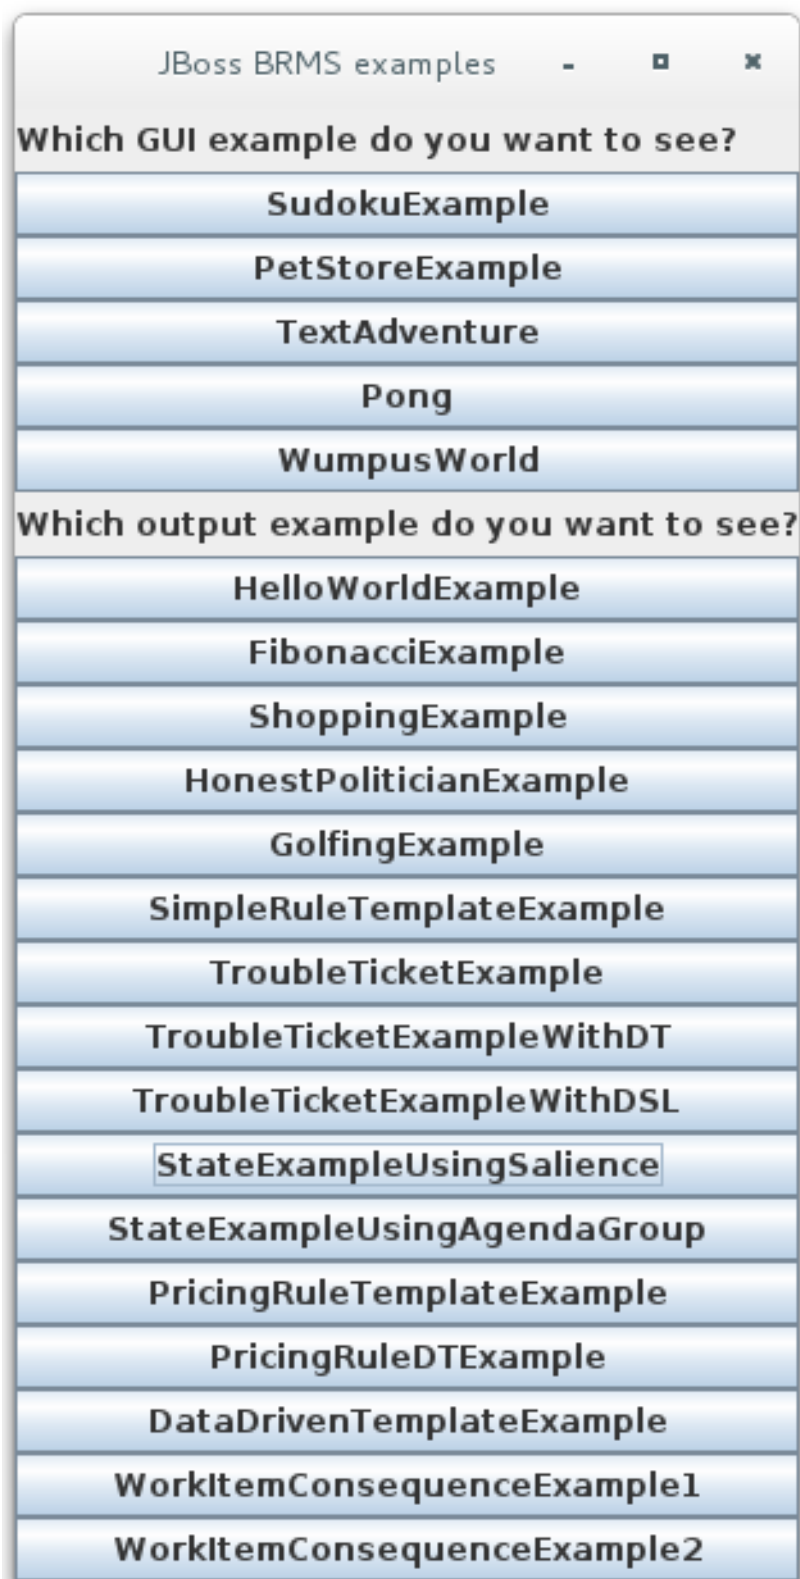 JBoss BRMS examples
Which GUI example do you want to see?
SudokuExample
PetStoreExample
TextAdventure
Pong
WumpusWorld
Which output example do you want to see?
HelloWorldExample
FibonacciExample
ShoppingExample
HonestPoliticianExample
GolfingExample
SimpleRuleTemplateExample
TroubleTicketExample
TroubleTicketExampleWithDT
TroubleTicketExampleWithDSL
StateExampleUsingSalience
StateExampleUsingAgendaGroup
PricingRuleTemplateExample
PricingRuleDTExample
DataDrivenTemplateExample
WorkItemConsequenceExample1
WorkItemConsequenceExample2